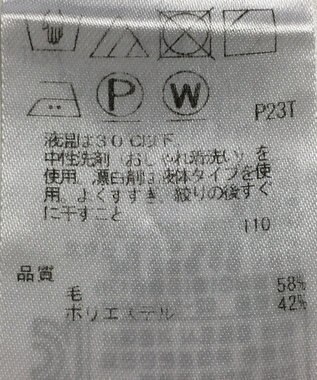 P
W
P23T
液温は30℃以下、
中性洗剤（おしゃれ着洗い）を
使用。漂白剤は液体タイプを使
用。よくすすぎ、絞りの後すぐ
に干すこと
110
品質
毛 58%
ポリエステル 42%